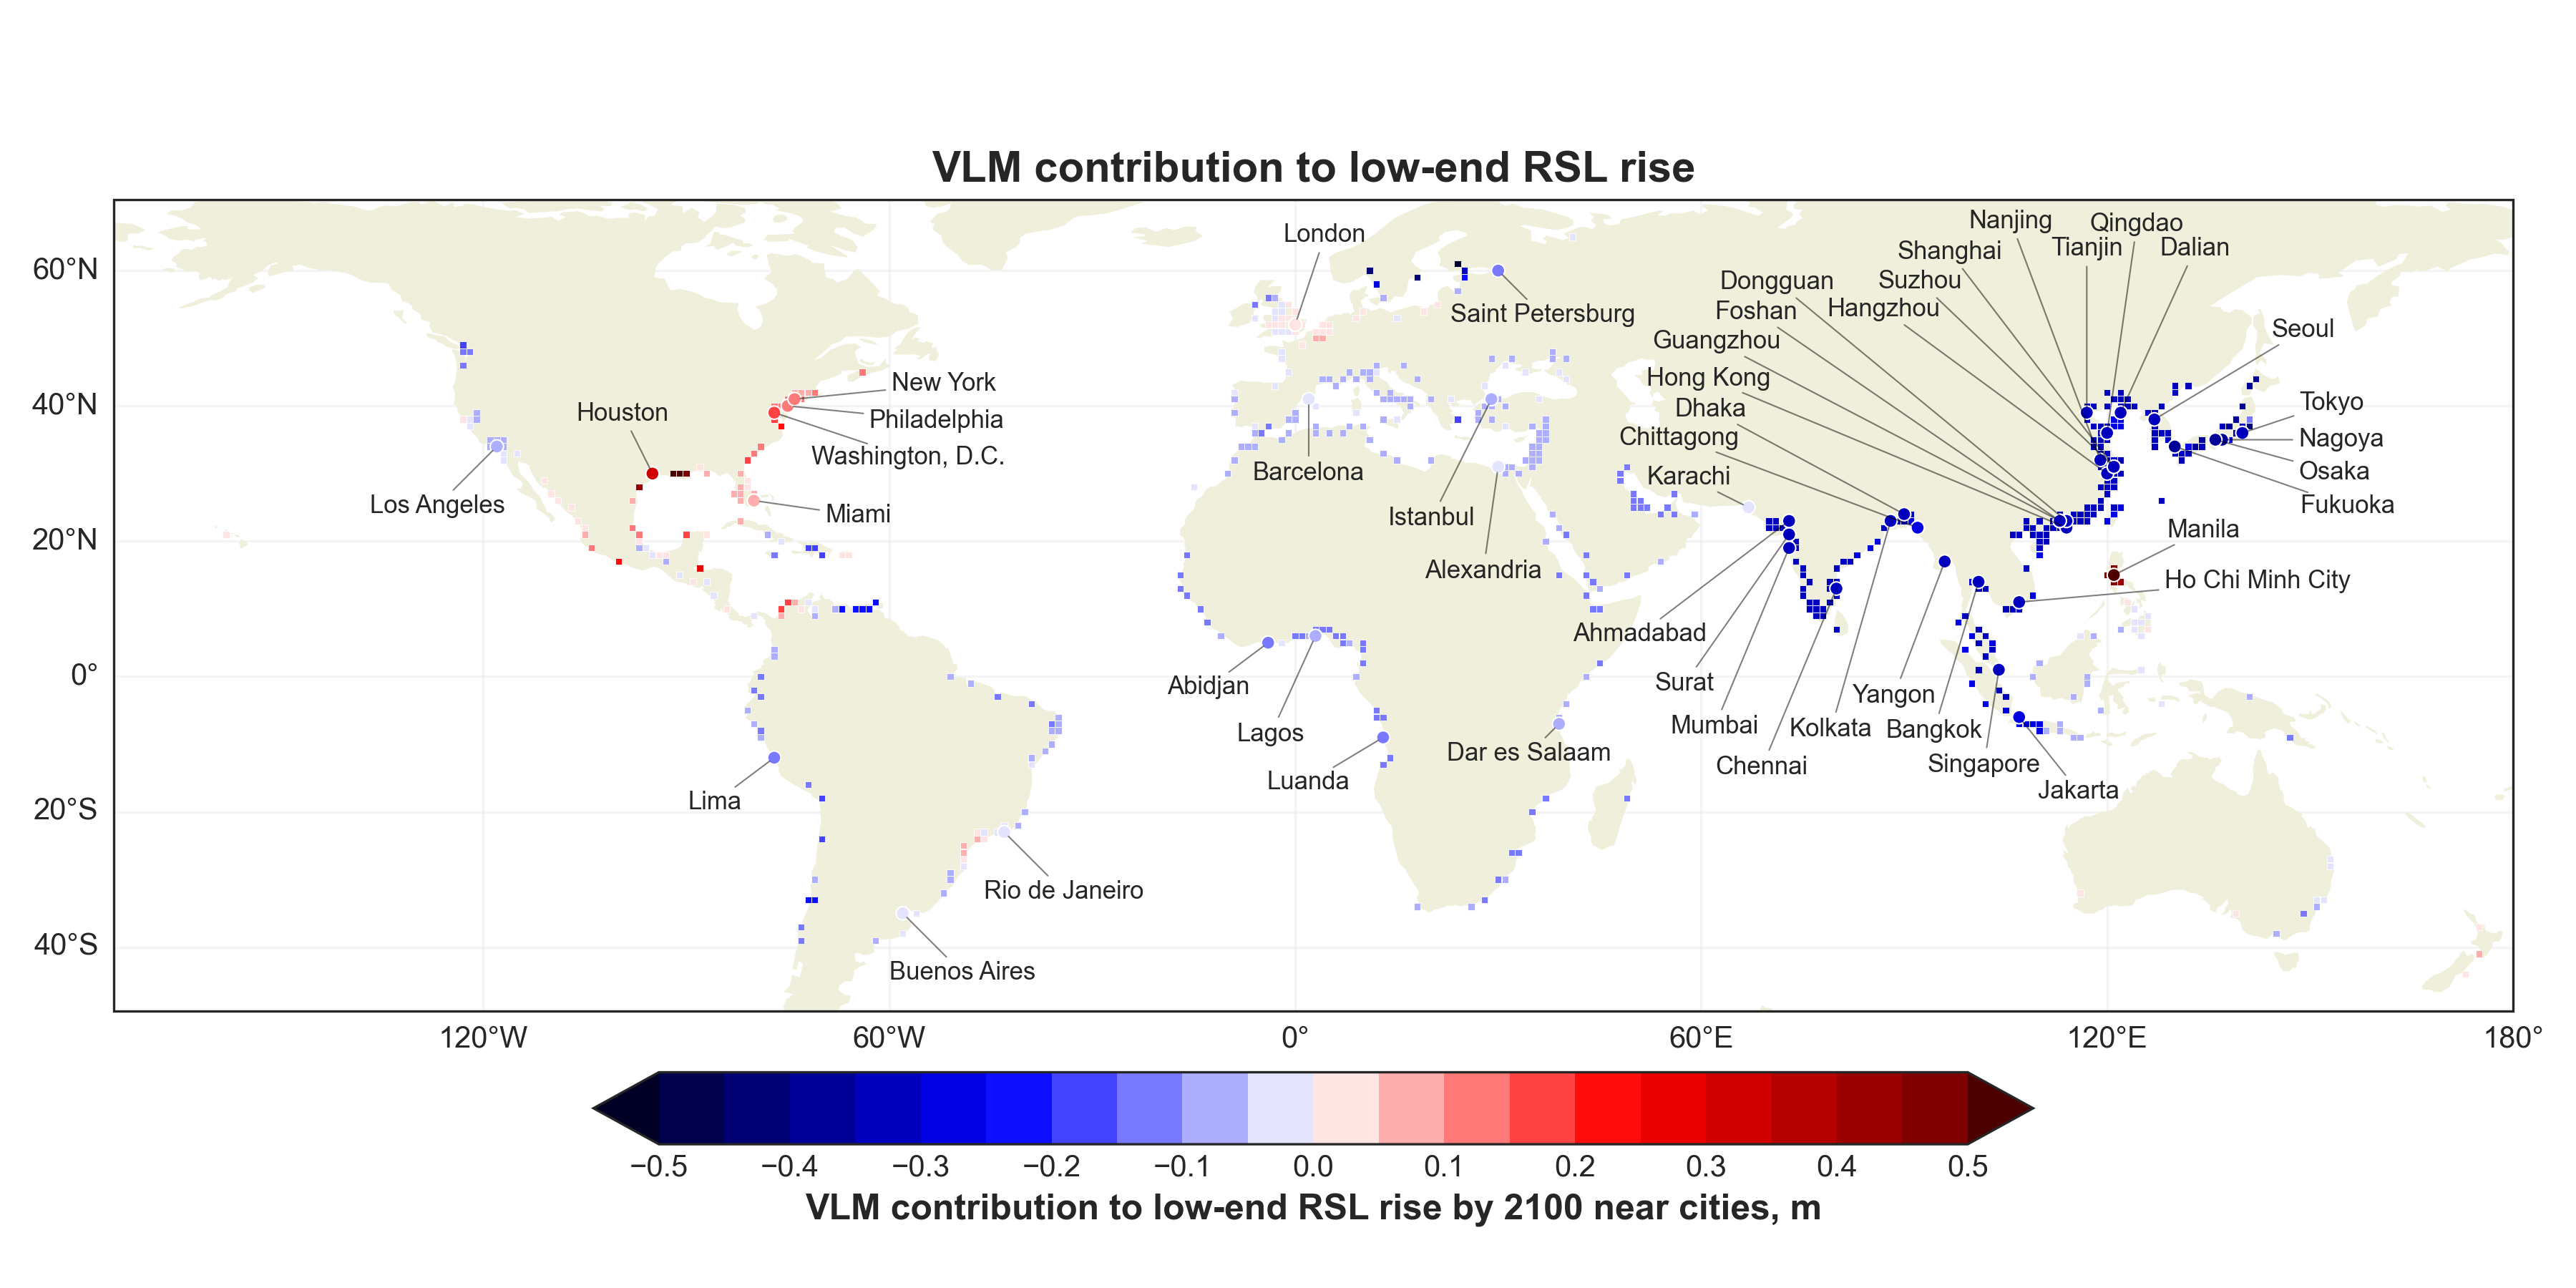 VLM contribution to low-end RSL rise
60°N
40°N
20°N
0°
20°S
40°S
120°W
60°W
0°
60°E
120°E
180°
London
Saint Petersburg
Nanjing
Qingdao
Shanghai
Tianjin
Dalian
Dongguan
Suzhou
Foshan
Hangzhou
Guangzhou
Seoul
Hong Kong
Dhaka
Tokyo
Chittagong
Nagoya
Karachi
Osaka
Fukuoka
Manila
Ho Chi Minh City
New York
Houston
Philadelphia
Washington, D.C.
Los Angeles
Miami
Barcelona
Istanbul
Alexandria
Ahmadabad
Surat
Mumbai
Chennai
Kolkata
Yangon
Bangkok
Singapore
Jakarta
Abidjan
Lagos
Luanda
Dar es Salaam
Lima
Rio de Janeiro
Buenos Aires
−0.5
−0.4
−0.3
−0.2
−0.1
0.0
0.1
0.2
0.3
0.4
0.5
VLM contribution to low-end RSL rise by 2100 near cities, m